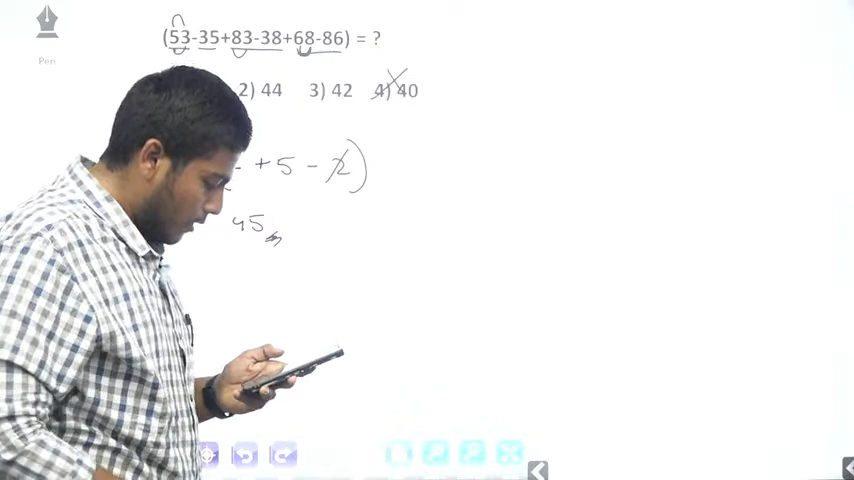 (53-35+83-38+68-86) = ?
2) 44 3) 42 4) 40
+ 5 - 2 )
45
Pen